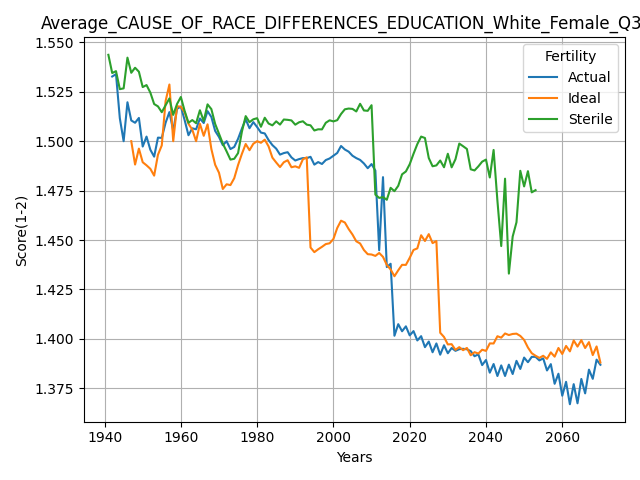 Average_CAUSE_OF_RACE_DIFFERENCES_EDUCATION_White_Female_Q3
Fertility
Actual
Ideal
Sterile
Score(1-2)
1.550
1.525
1.500
1.475
1.450
1.425
1.400
1.375
1940 1960 1980 2000 2020 2040 2060
Years